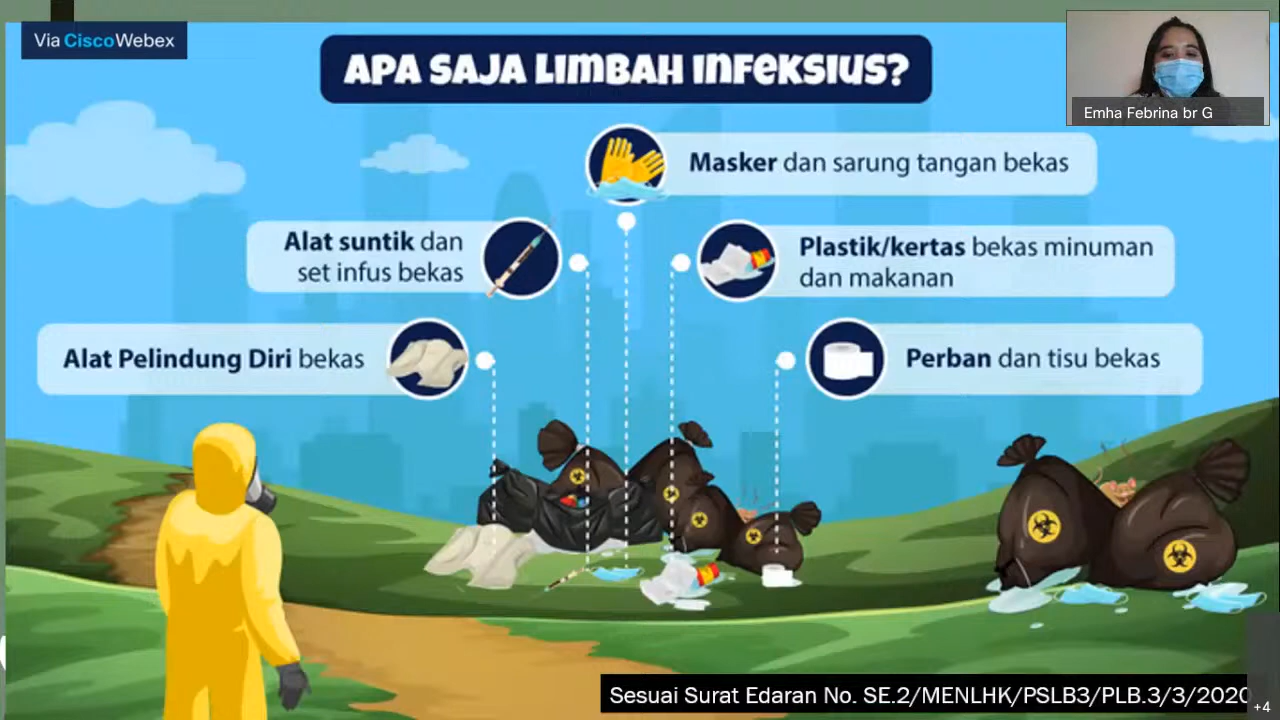 Via CiscoWebex
APA SAJA LIMBAH INFEKSIUS?
Emha Febrina br G
Masker dan sarung tangan bekas
Alat suntik dan
set infus bekas
Plastik/kertas bekas minuman
dan makanan
Alat Pelindung Diri bekas
Perban dan tisu bekas
Sesuai Surat Edaran No. SE.2/MENLHK/PSLB3/PLB.3/3/2020
+4